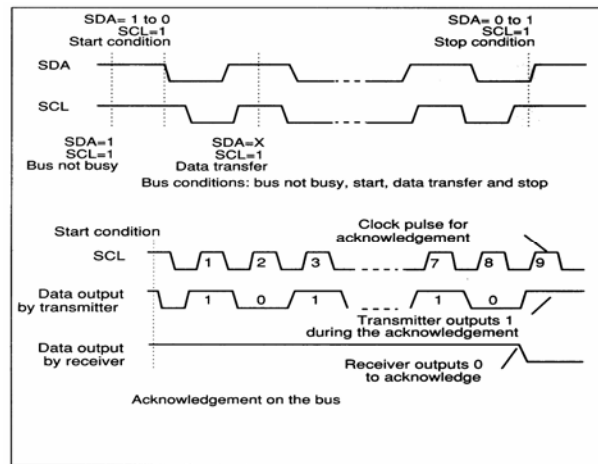 SDA= 1 to 0
SCL=1
Start condition
SDA= 0 to 1
SCL=1
Stop condition
SDA
SCL
SDA=1
SCL=1
Bus not busy
SDA=X
SCL=1
Data transfer
Bus conditions: bus not busy, start, data transfer and stop
Start condition
Clock pulse for
acknowledgement
SCL
1 2 3 7 8 9
Data output
by transmitter
1 0 1 1 0
Transmitter outputs 1
during the acknowledgement
Data output
by receiver
Receiver outputs 0
to acknowledge
Acknowledgement on the bus